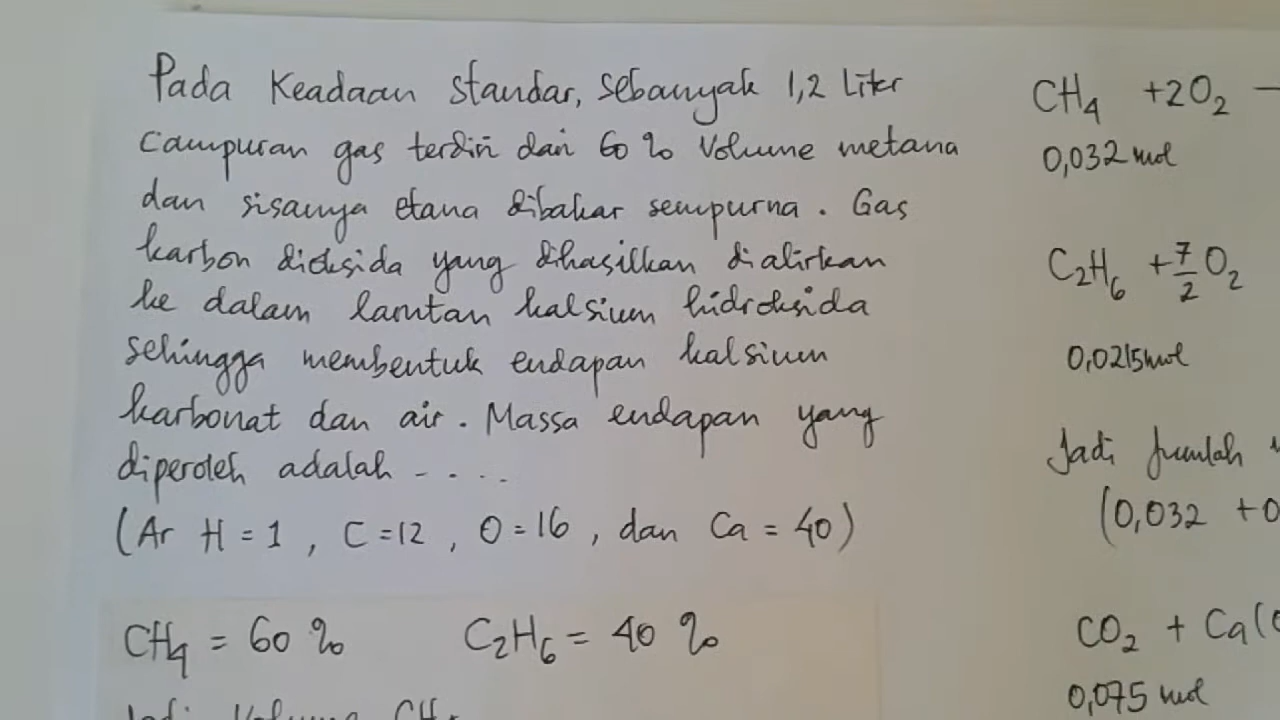 Pada Keadaan standar, sebanyak 1,2 Liter
campuran gas terdiri dari 60 % Volume metana
dan sisanya etana dibakar sempurna. Gas
karbon dioksida yang dihasilkan dialirkan
ke dalam larutan kalsium hidroksida
sehingga membentuk endapan kalsium
karbonat dan air. Massa endapan yang
diperoleh adalah - . . .
(Ar H = 1, C = 12, O = 16, dan Ca = 40)
CH4 = 60 % C2H6 = 40 %
Jadi Volume CH4
CH4 + 2O2 —
0,032 mol
C2H6 + 7/2 O2
0,0215 mol
Jadi Jumlah
(0,032 + 0
CO2 + Ca(
0,075 mol